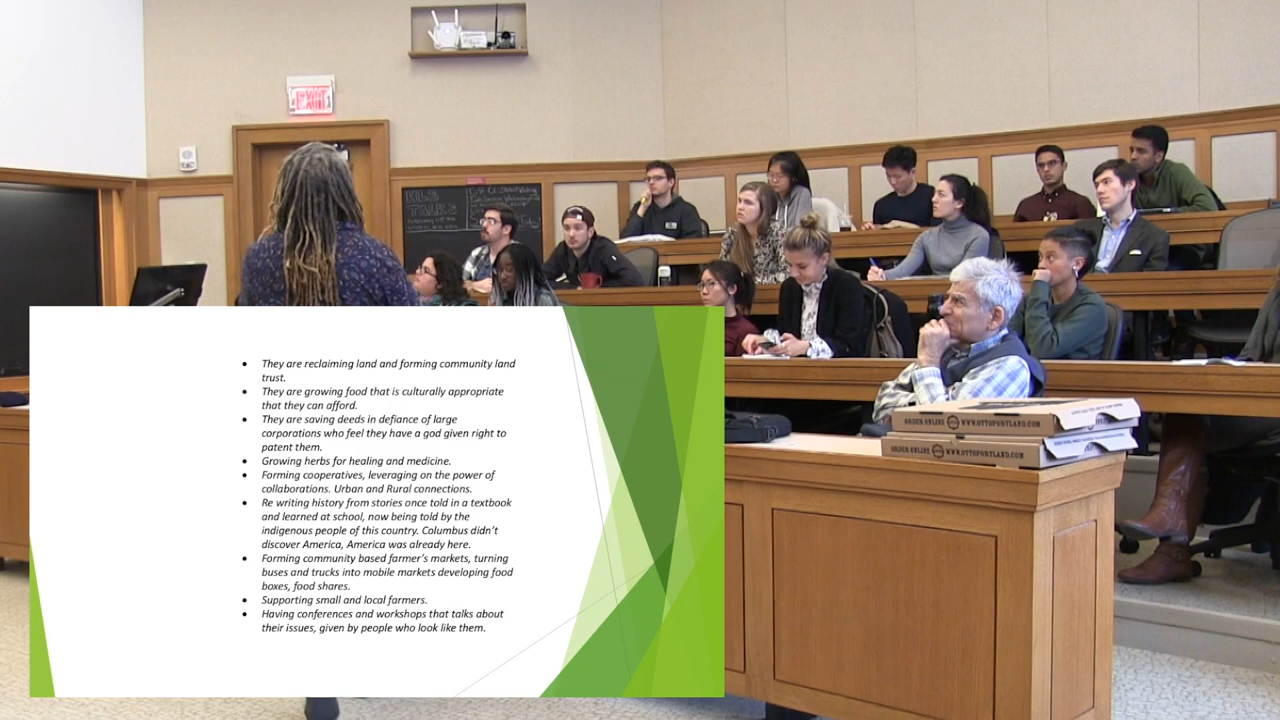 EXIT
HLS
TALKS
• They are reclaiming land and forming community land
trust.
• They are growing food that is culturally appropriate
that they can afford.
• They are saving deeds in defiance of large
corporations who feel they have a god given right to
patent them.
• Growing herbs for healing and medicine.
• Forming cooperatives, leveraging on the power of
collaborations. Urban and Rural connections.
• Re writing history from stories once told in a textbook
and learned at school, now being told by the
indigenous people of this country. Columbus didn't
discover America, America was already here.
• Forming community based farmer's markets, turning
buses and trucks into mobile markets developing food
boxes, food shares.
• Supporting small and local farmers.
• Having conferences and workshops that talks about
their issues, given by people who look like them.
ORDER ONLINE WWW.OTTOPORTLAND.COM
ORDER ONLINE WWW.OTTOPORTLAND.COM